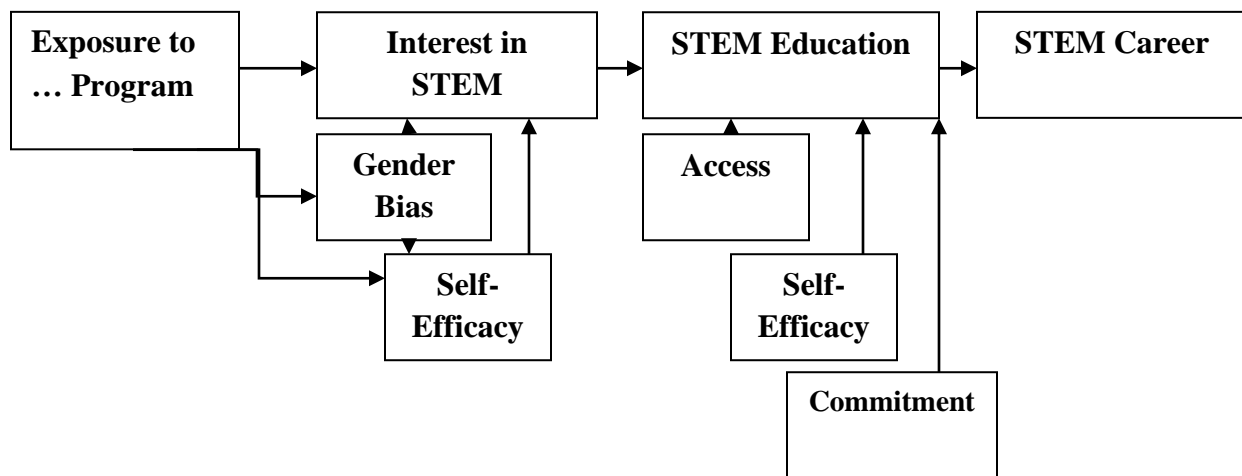 Exposure to
… Program
Interest in
STEM
STEM Education
STEM Career
Gender
Bias
Access
Self-
Efficacy
Self-
Efficacy
Commitment